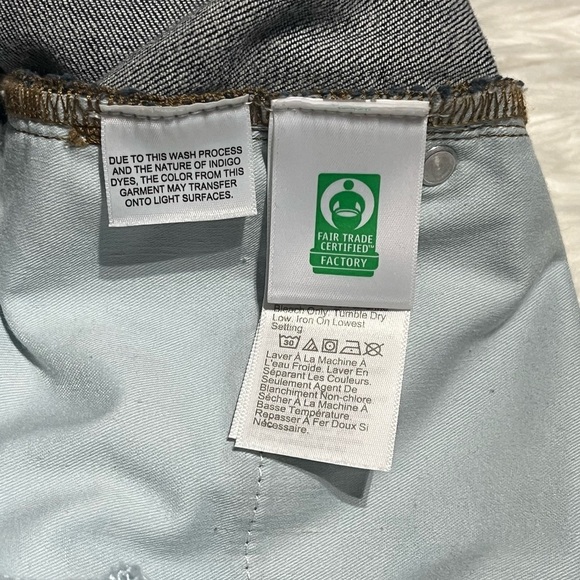 DUE TO THIS WASH PROCESS
AND THE NATURE OF INDIGO
DYES, THE COLOR FROM THIS
GARMENT MAY TRANSFER
ONTO LIGHT SURFACES.
FAIR TRADE
CERTIFIED™
FACTORY
Bleach Only. Tumble Dry
Low. Iron On Lowest
Setting.
30
Laver À La Machine À
L'eau Froide. Laver En
Séparant Les Couleurs.
Seulement Agent De
Blanchiment Non-chlore.
Sécher À La Machine À
Basse Température.
Repasser À Fer Doux Si
Nécessaire.